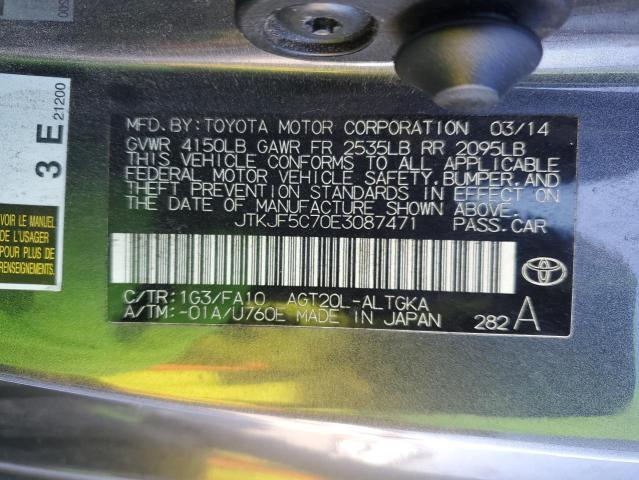 MFD. BY: TOYOTA MOTOR CORPORATION 03/14
GVWR 4150LB GAWR FR 2535LB RR 2095LB
THIS VEHICLE CONFORMS TO ALL APPLICABLE
FEDERAL MOTOR VEHICLE SAFETY, BUMPER, AND
THEFT PREVENTION STANDARDS IN EFFECT ON
THE DATE OF MANUFACTURE SHOWN ABOVE.
JTKJF5C70E3087471 PASS. CAR
C/TR: 1G3/FA10 AGT20L-ALTGKA
A/TM: -01A/U760E MADE IN JAPAN 282 A
3 E
21200
VOIR LE MANUEL
DE L'USAGER
POUR PLUS DE
RENSEIGNEMENTS.